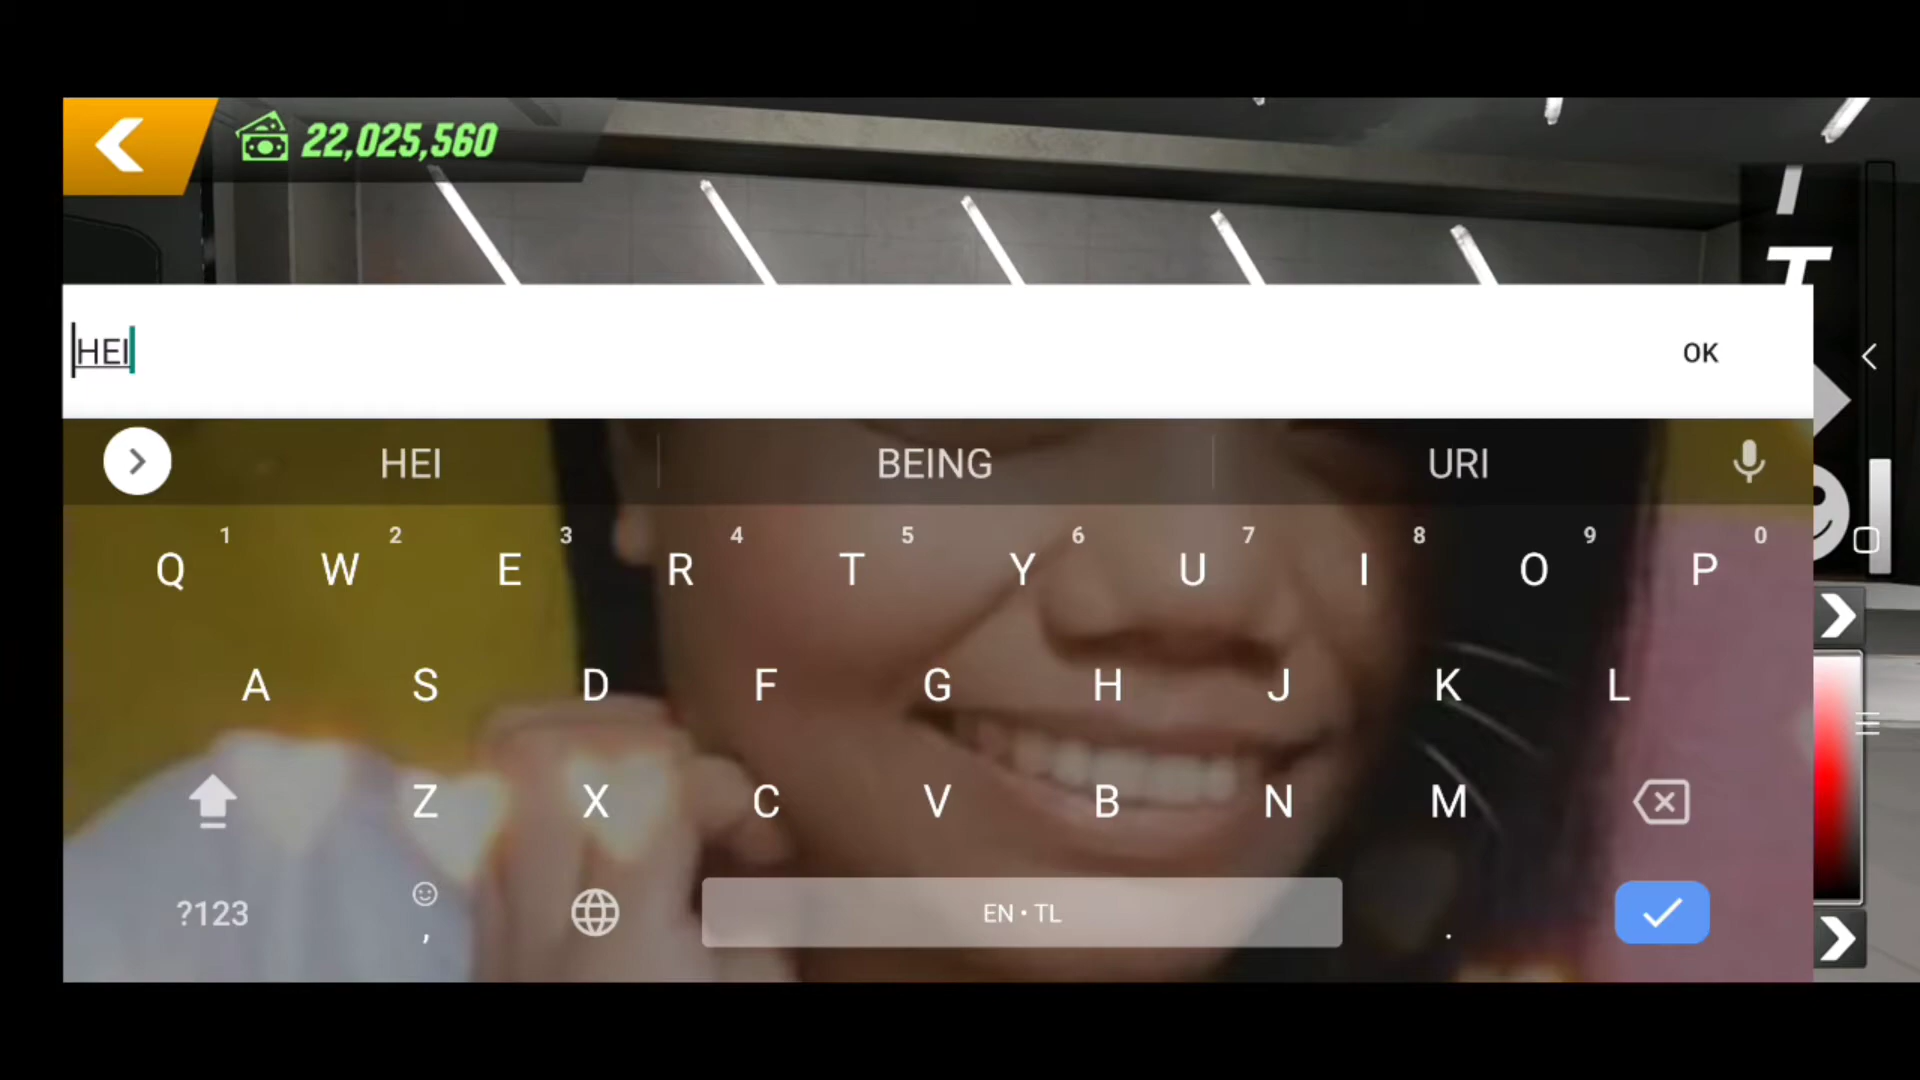 22,025,560
T
HEI
OK
HEI BEING URI
1 2 3 4 5 6 7 8 9 0
Q W E R T Y U I O P
A S D F G H J K L
Z X C V B N M
?123 , EN • TL .